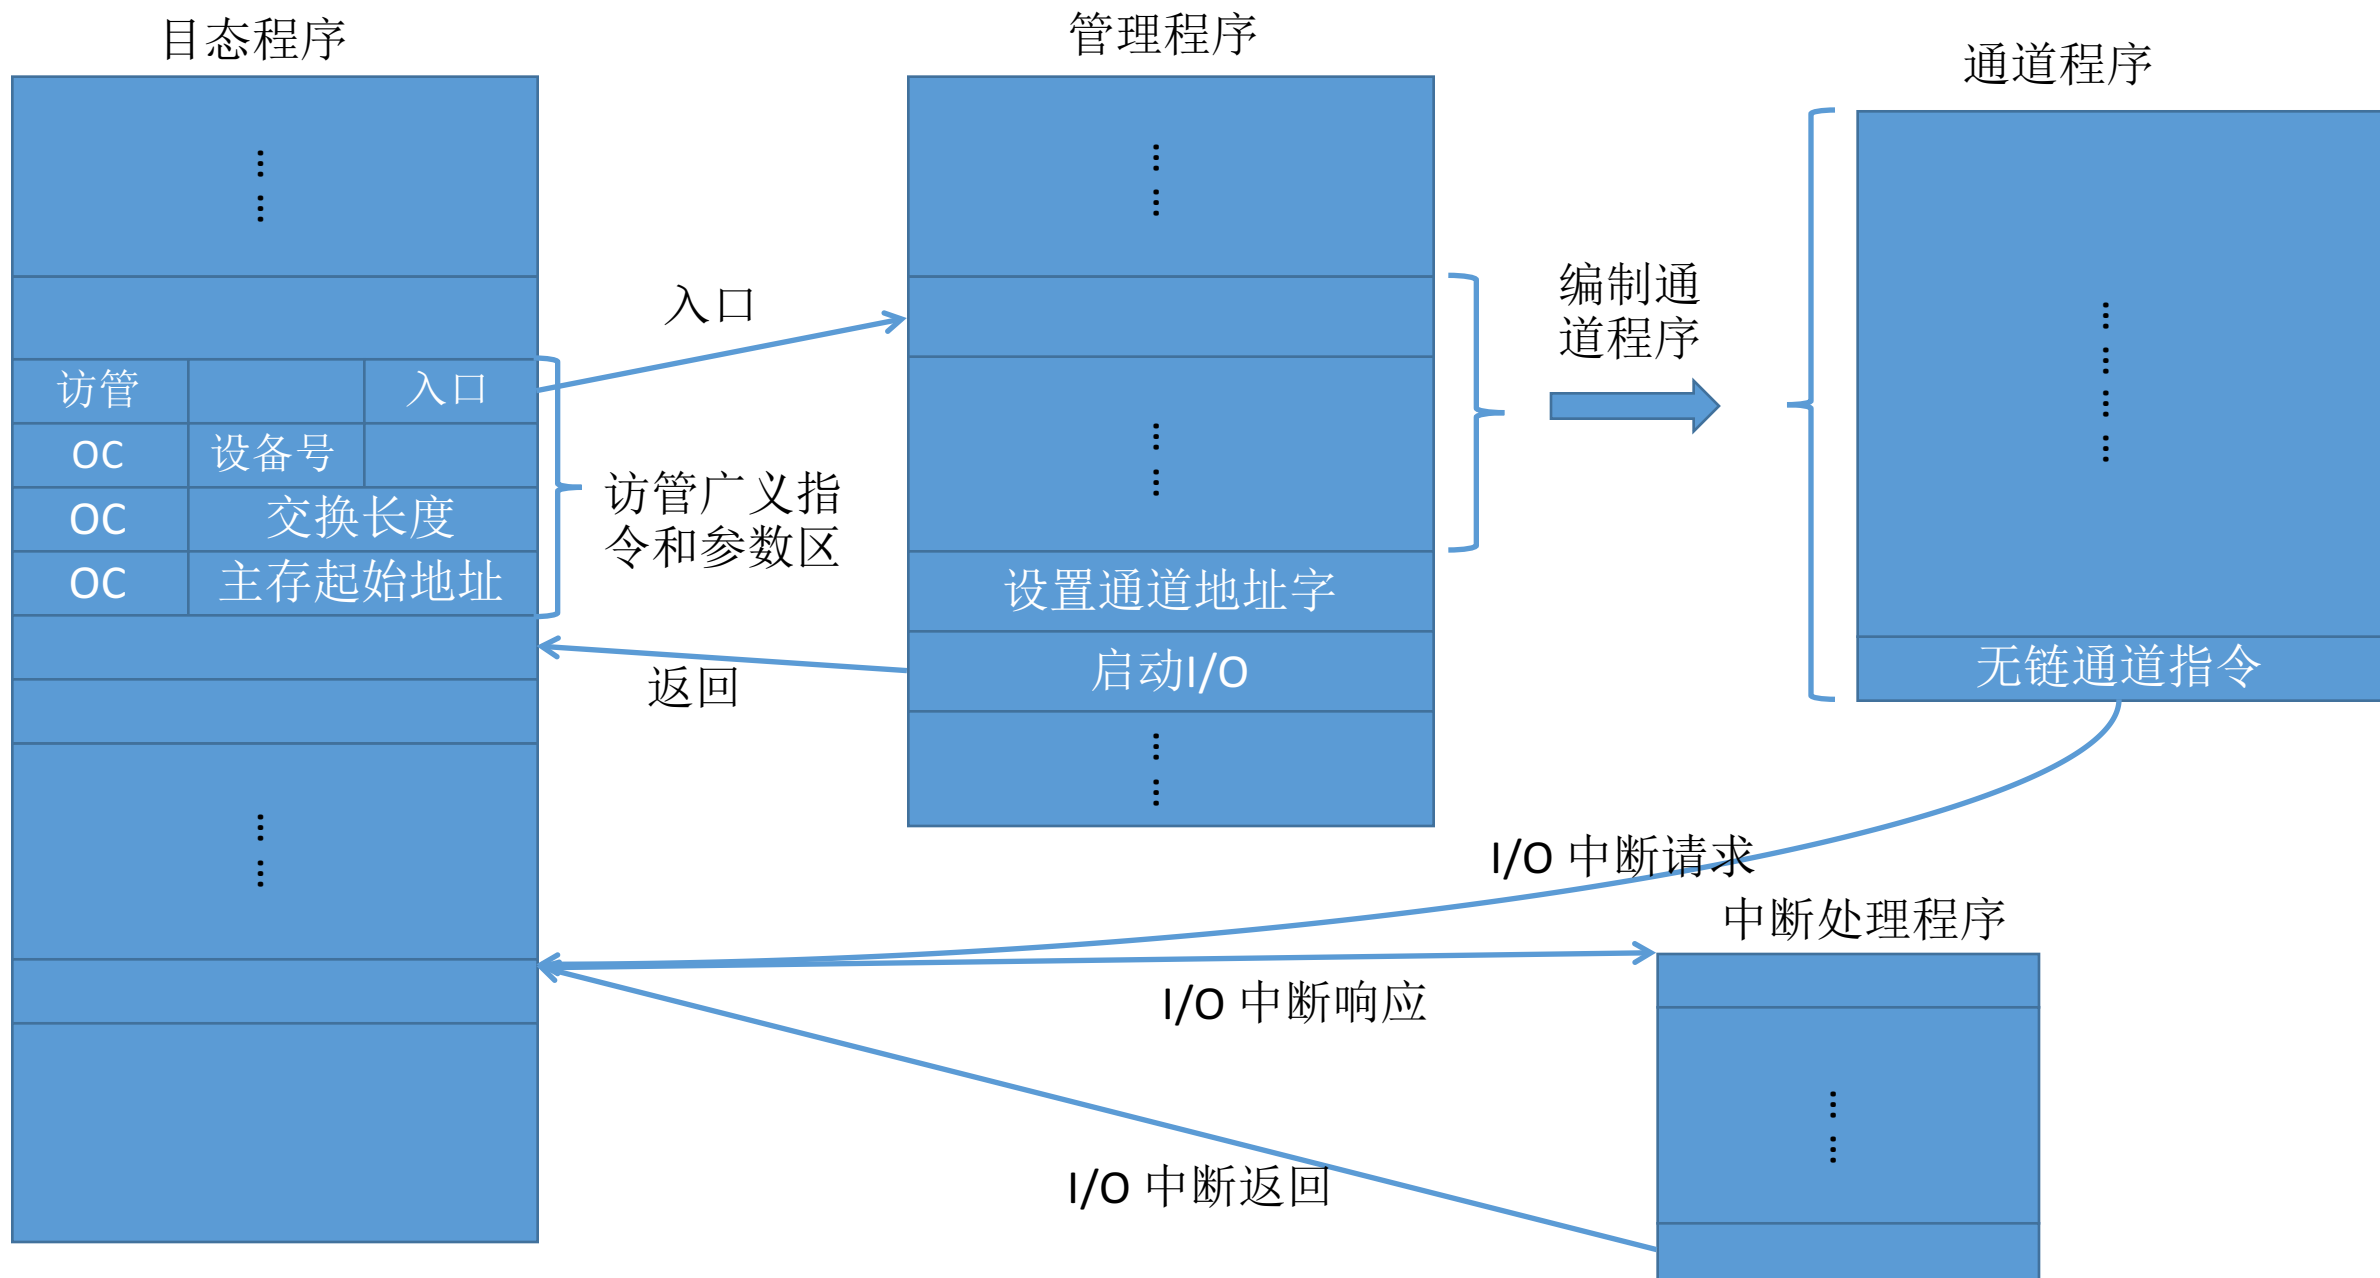 目态程序
管理程序
通道程序
入口
编制通
道程序
访管
入口
OC
设备号
OC
交换长度
OC
主存起始地址
访管广义指
令和参数区
设置通道地址字
启动I/O
返回
无链通道指令
I/O 中断请求
中断处理程序
I/O 中断响应
I/O 中断返回